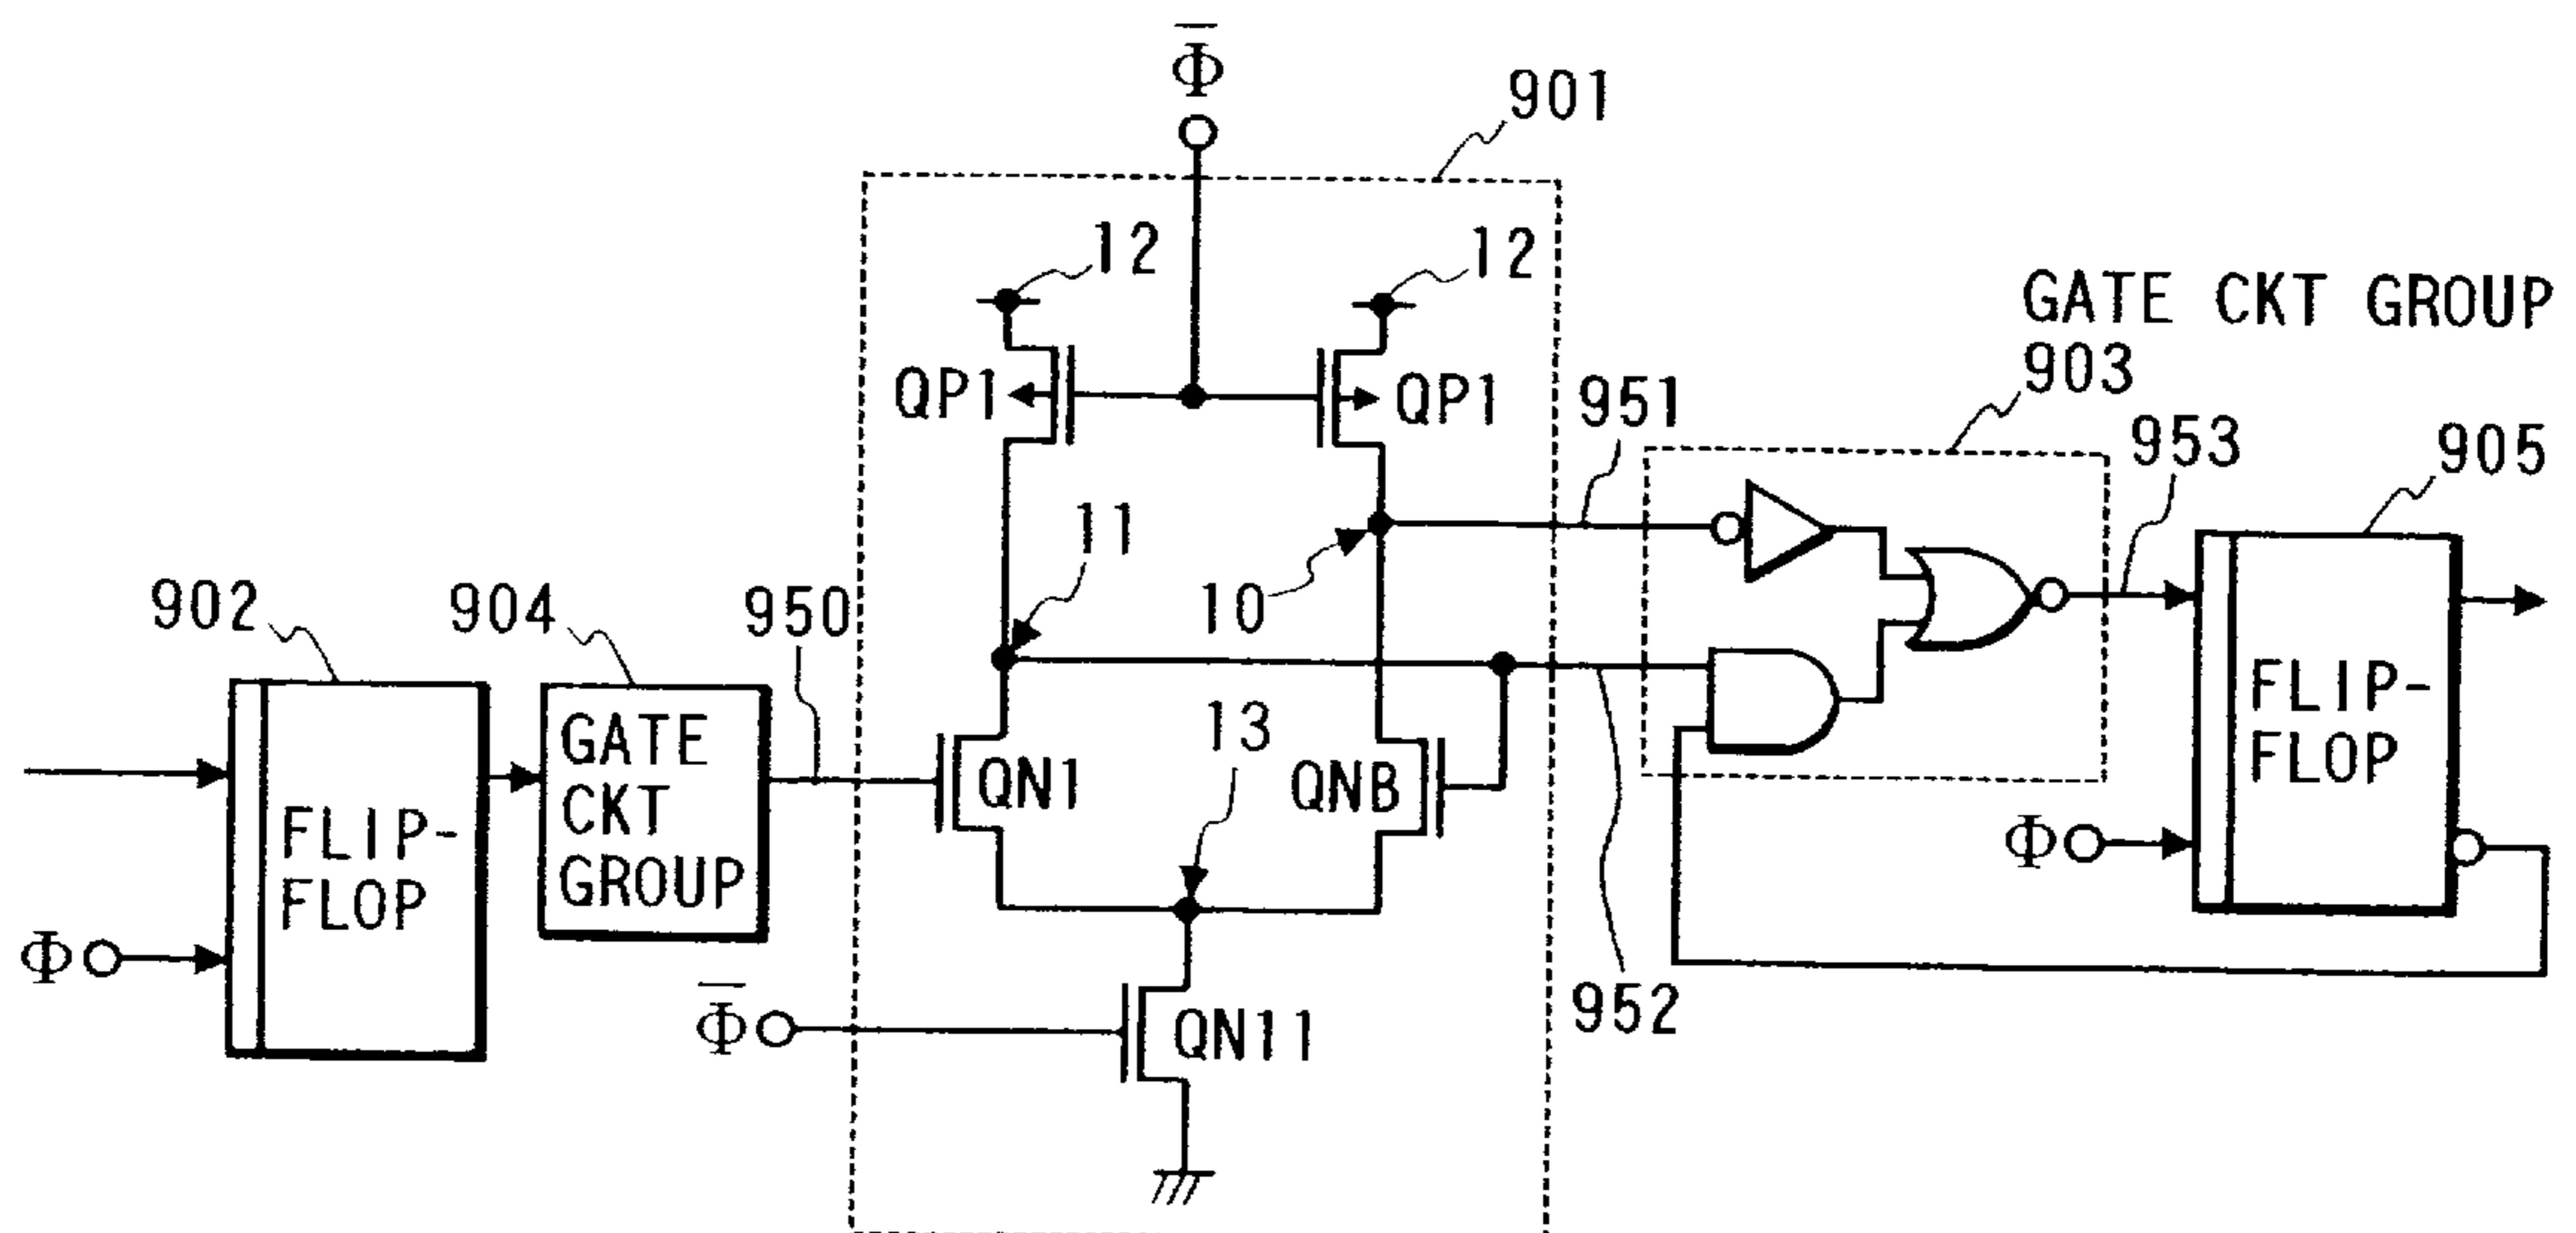 Φ̅
901
12
12
GATE CKT GROUP
903
QP1
QP1
951
953
905
11
10
902
904
950
FLIP-
FLOP
GATE
CKT
GROUP
FLIP-
FLOP
QN1
13
QNB
Φ
Φ
Φ̅
QN11
952